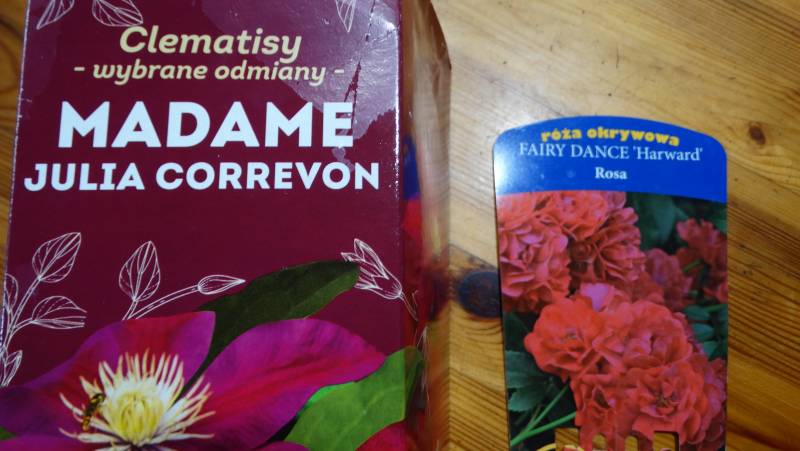 Clematisy
- wybrane odmiany -
MADAME
JULIA CORREVON
róża okrywowa
FAIRY DANCE 'Harward'
Rosa